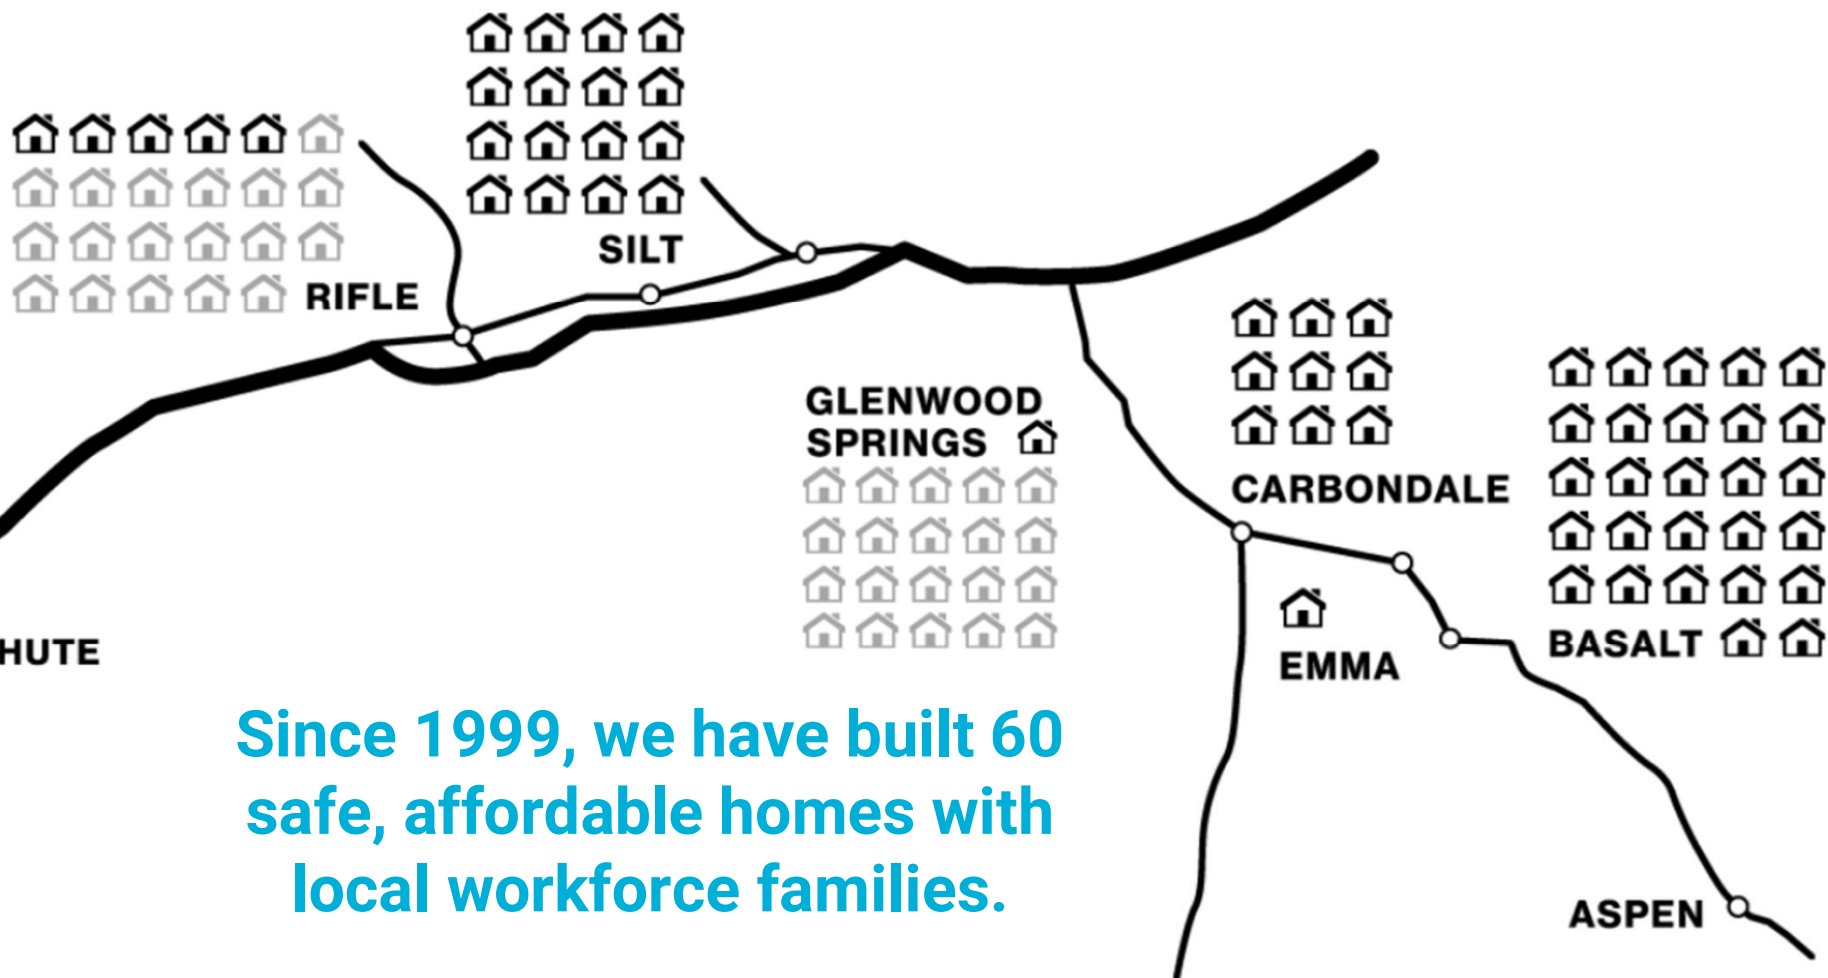 SILT
RIFLE
GLENWOOD
SPRINGS
CARBONDALE
BASALT
EMMA
HUTE
Since 1999, we have built 60
safe, affordable homes with
local workforce families.
ASPEN